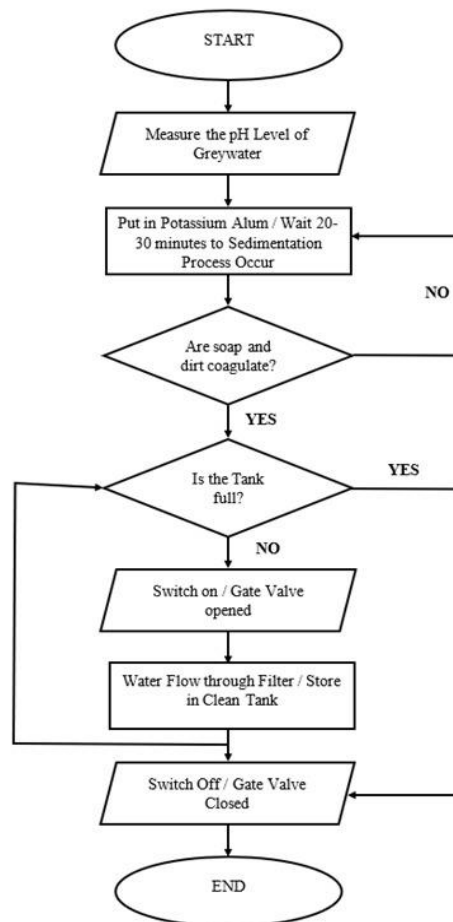 START
Measure the pH Level of
Greywater
Put in Potassium Alum / Wait 20-
30 minutes to Sedimentation
Process Occur
NO
Are soap and
dirt coagulate?
YES
Is the Tank
full?
YES
NO
Switch on / Gate Valve
opened
Water Flow through Filter / Store
in Clean Tank
Switch Off / Gate Valve
Closed
END